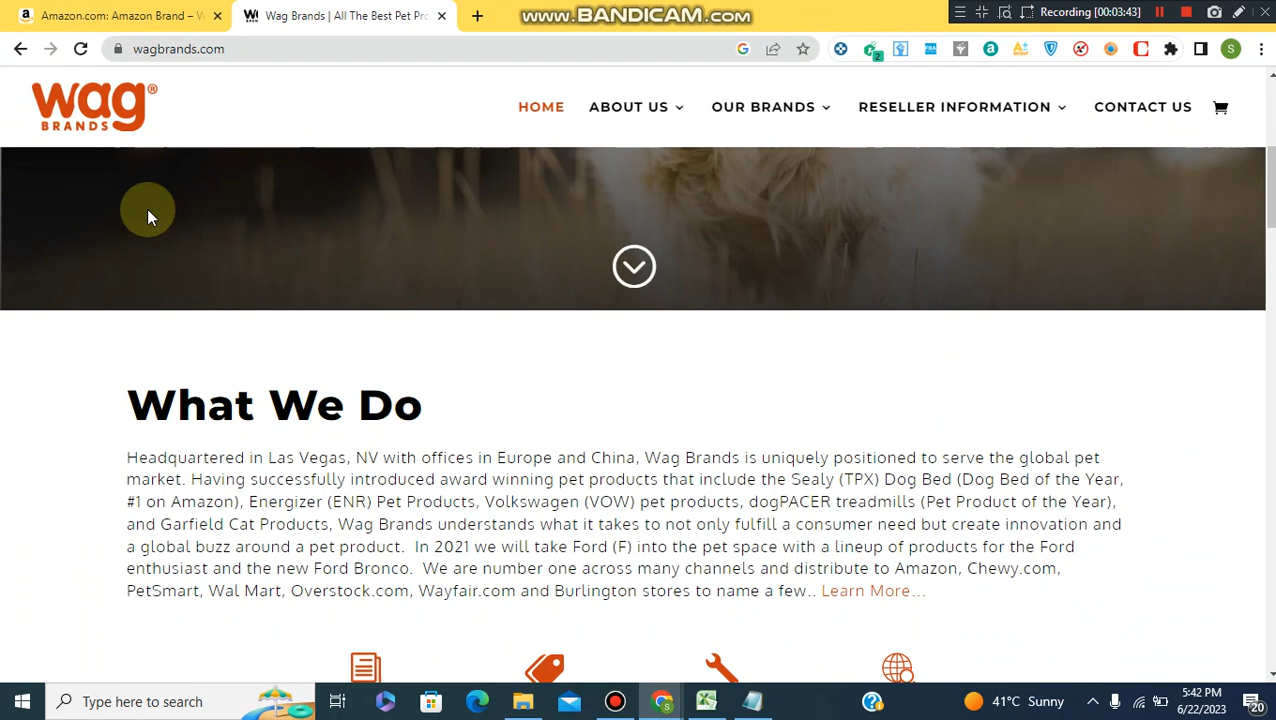 Amazon.com: Amazon Brand – W
Wag Brands | All The Best Pet Pro
www.BANDICAM.com
Recording [00:03:43]
wagbrands.com
2
S
wag®
BRANDS
HOME
ABOUT US
OUR BRANDS
RESELLER INFORMATION
CONTACT US
What We Do
Headquartered in Las Vegas, NV with offices in Europe and China, Wag Brands is uniquely positioned to serve the global pet
market. Having successfully introduced award winning pet products that include the Sealy (TPX) Dog Bed (Dog Bed of the Year,
#1 on Amazon), Energizer (ENR) Pet Products, Volkswagen (VOW) pet products, dogPACER treadmills (Pet Product of the Year),
and Garfield Cat Products, Wag Brands understands what it takes to not only fulfill a consumer need but create innovation and
a global buzz around a pet product. In 2021 we will take Ford (F) into the pet space with a lineup of products for the Ford
enthusiast and the new Ford Bronco. We are number one across many channels and distribute to Amazon, Chewy.com,
PetSmart, Wal Mart, Overstock.com, Wayfair.com and Burlington stores to name a few.. Learn More...
Type here to search
41°C Sunny
5:42 PM
6/22/2023
20